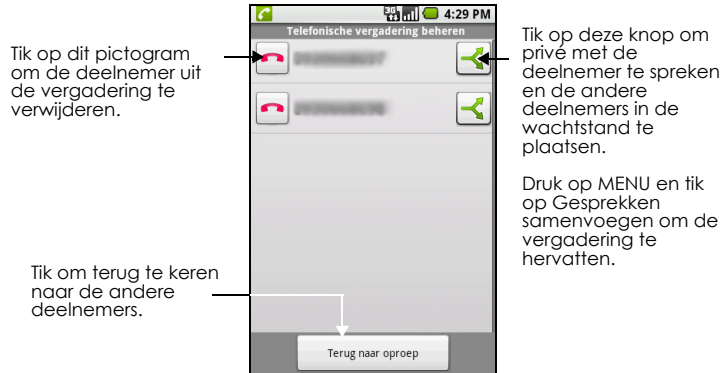 3G 4:29 PM
Telefonische vergadering beheren
Tik op dit pictogram
om de deelnemer uit
de vergadering te
verwijderen.
Tik op deze knop om
privé met de
deelnemer te spreken
en de andere
deelnemers in de
wachtstand te
plaatsen.
Druk op MENU en tik
op Gesprekken
samenvoegen om de
vergadering te
hervatten.
Tik om terug te keren
naar de andere
deelnemers.
Terug naar oproep